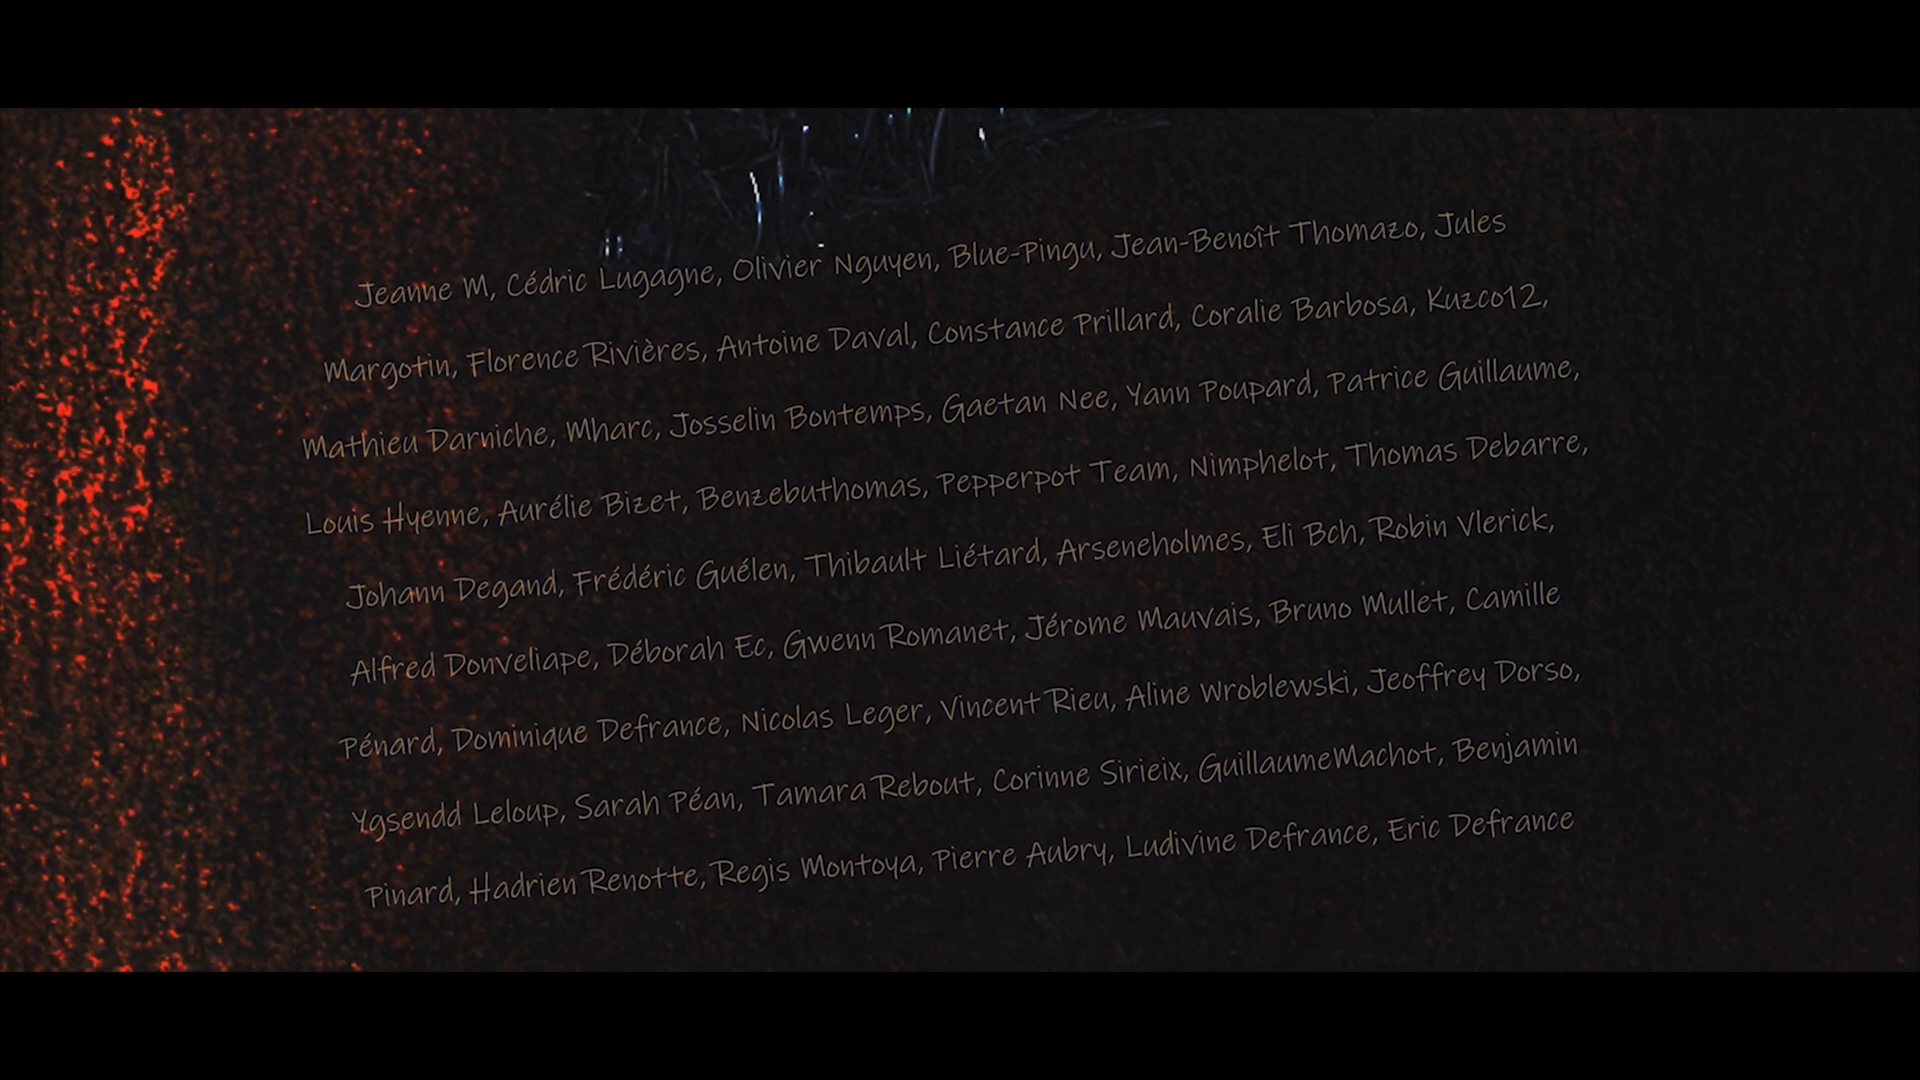 Jeanne M, Cédric Lugagne, Olivier Nguyen, Blue-Pingu, Jean-Benoît Thomazo, Jules
Margotin, Florence Rivières, Antoine Daval, Constance Prillard, Coralie Barbosa, Kuzco12,
Mathieu Darniche, Mharc, Josselin Bontemps, Gaetan Nee, Yann Poupard, Patrice Guillaume,
Louis Hyenne, Aurélie Bizet, Benzebuthomas, Pepperpot Team, Nimphelot, Thomas Debarre,
Johann Degand, Frédéric Guélen, Thibault Liétard, Arseneholmes, Eli Bch, Robin Vlerick,
Alfred Donveliape, Déborah Ec, Gwenn Romanet, Jérome Mauvais, Bruno Mullet, Camille
Pénard, Dominique Defrance, Nicolas Leger, Vincent Rieu, Aline Wroblewski, Jeoffrey Dorso,
Ygsendd Leloup, Sarah Péan, Tamara Rebout, Corinne Sirieix, GuillaumeMachot, Benjamin
Pinard, Hadrien Renotte, Regis Montoya, Pierre Aubry, Ludivine Defrance, Eric Defrance